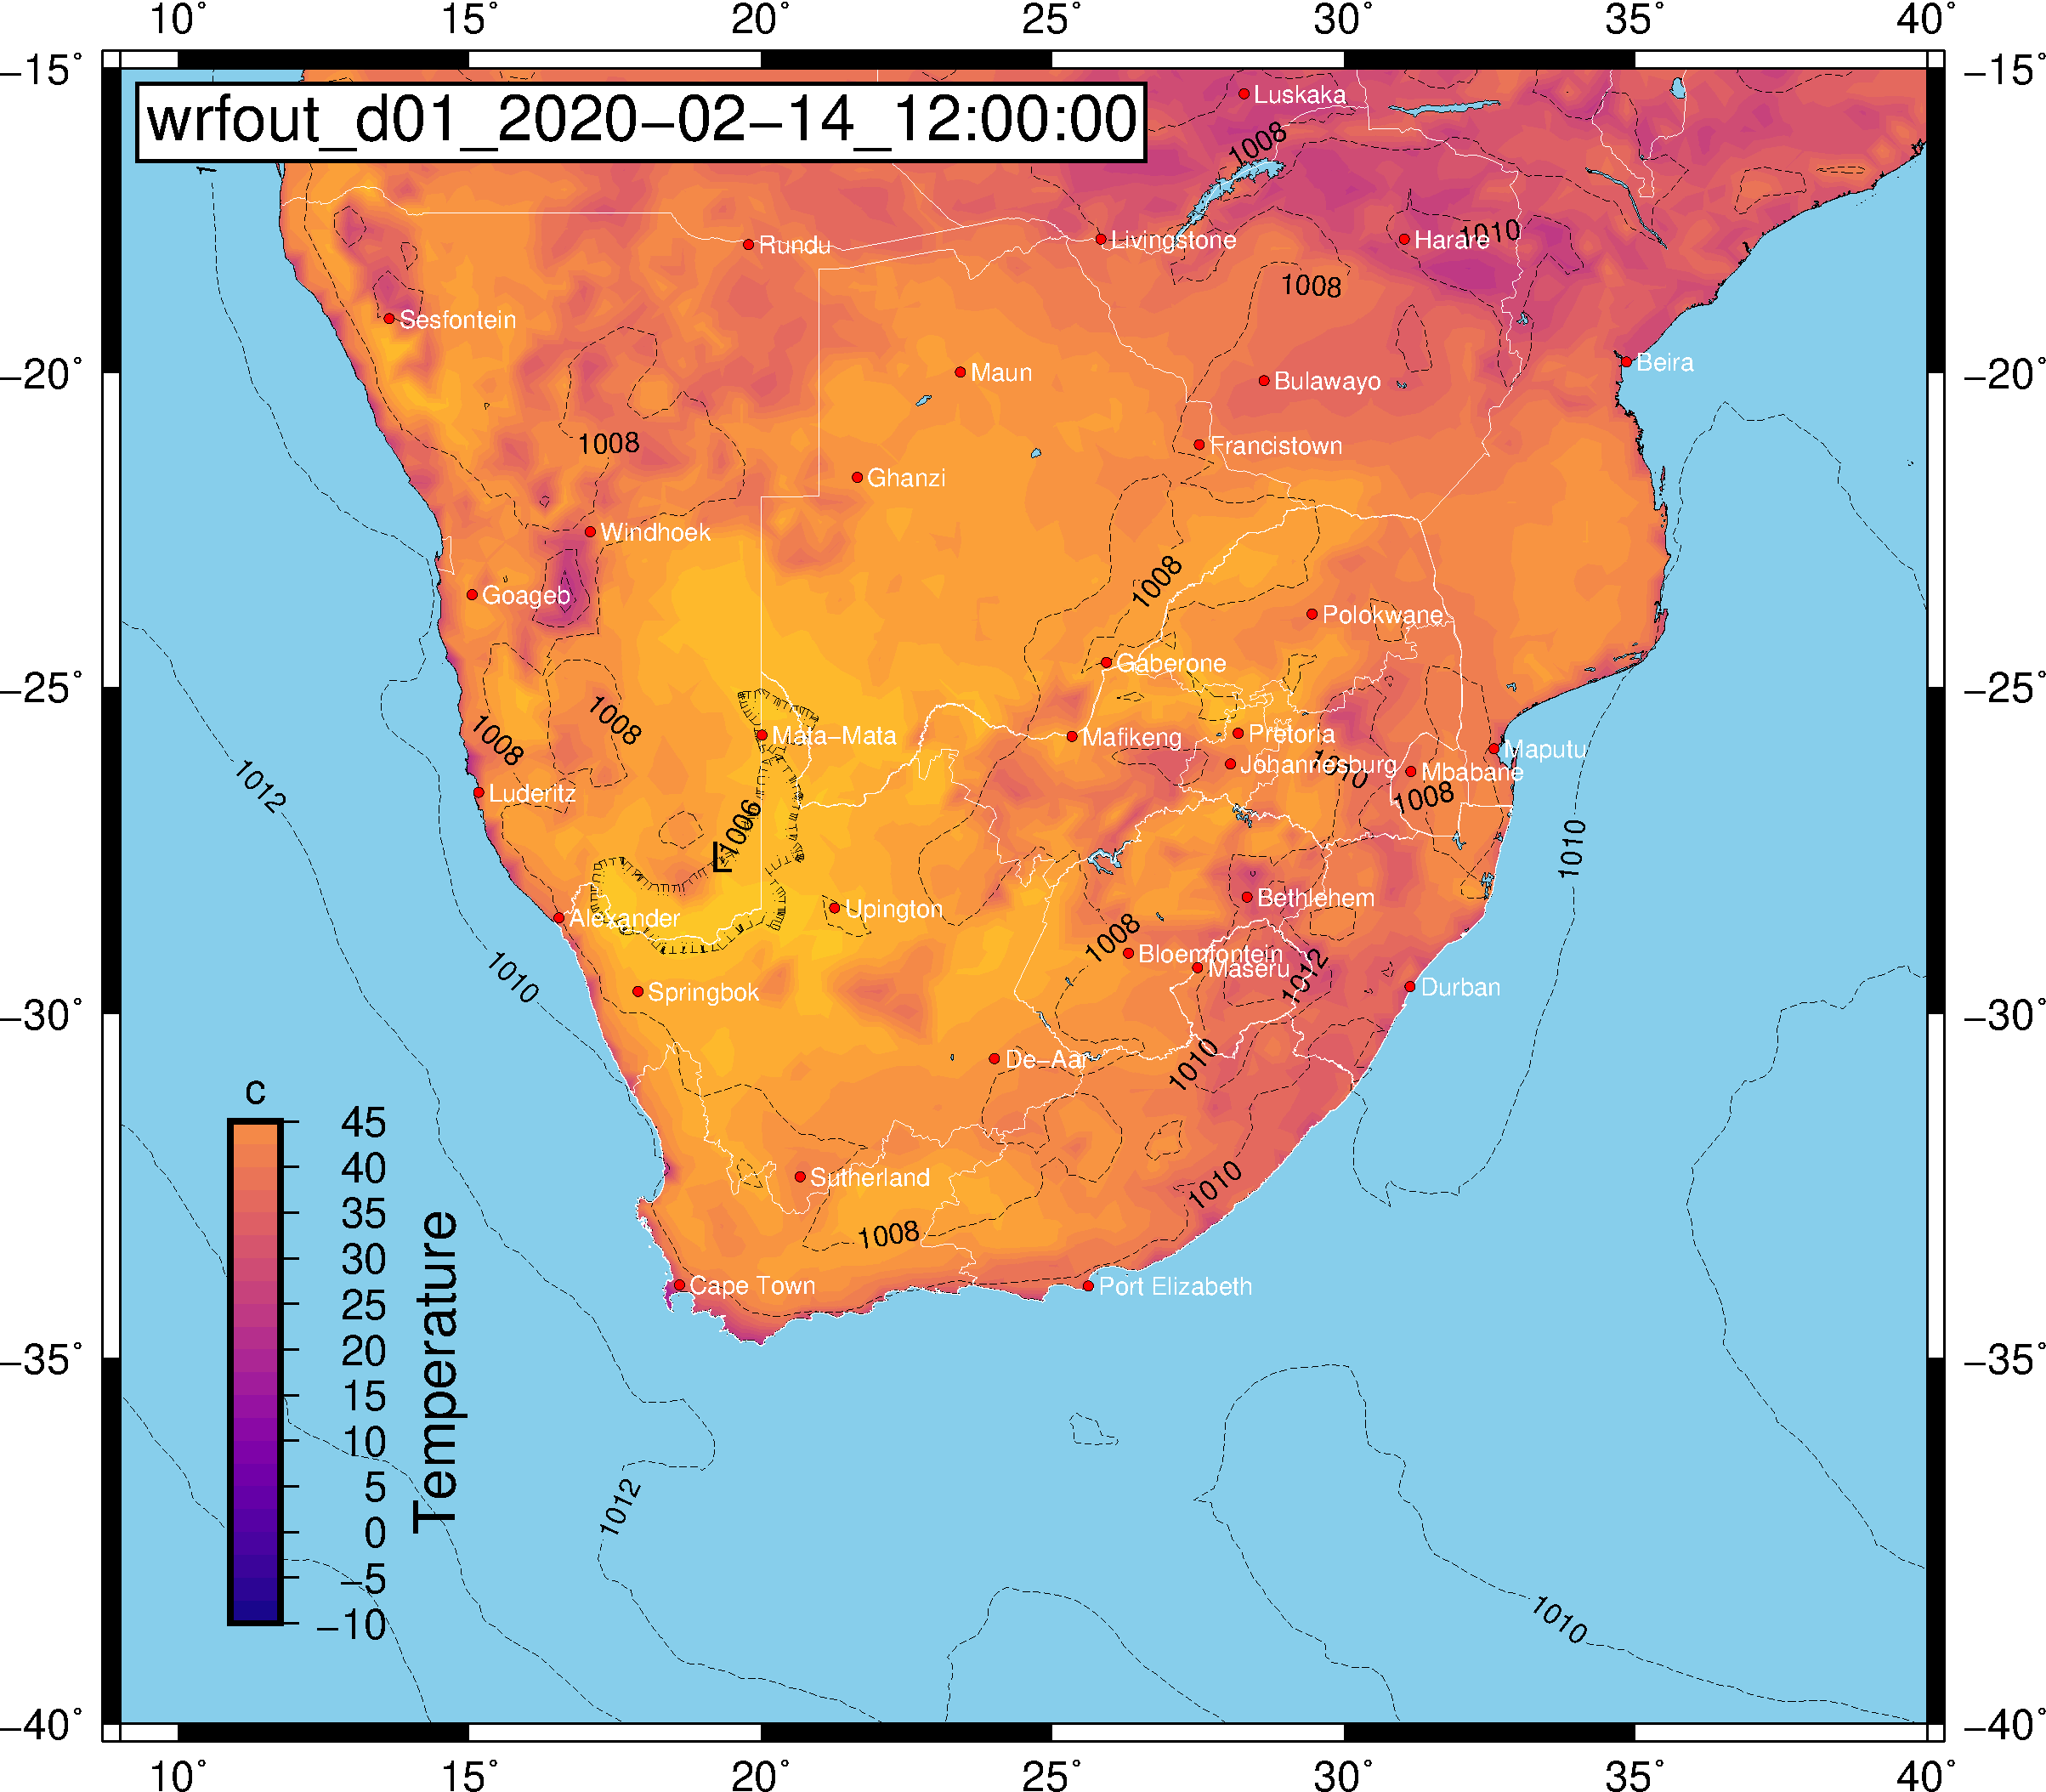 10° 15° 20° 25° 30° 35° 40°
−15° −15°
wrfout_d01_2020−02−14_12:00:00
Luskaka
1008
Rundu
Livingstone
Harare
1010
1008
Sesfontein
−20° −20°
Maun
Beira
Bulawayo
1008
Francistown
Ghanzi
Windhoek
1008
Goageb
Polokwane
Gaberone
−25° −25°
1008
1008
Mata−Mata
Mafikeng
Pretoria
Maputu
Johannesburg
1010
Mbabane
1012
Luderitz
1008
1006
L
1010
Bethlehem
Upington
Alexander
1008
Bloemfontein
Maseru
1012
1010
Springbok
Durban
−30° −30°
De−Aar
1010
c
Sutherland
1010
1008
Cape Town
Port Elizabeth
−35° −35°
45
40
35
30
25
20
15
10
5
0
−5
−10
Temperature
1012
1010
−40° −40°
10° 15° 20° 25° 30° 35° 40°